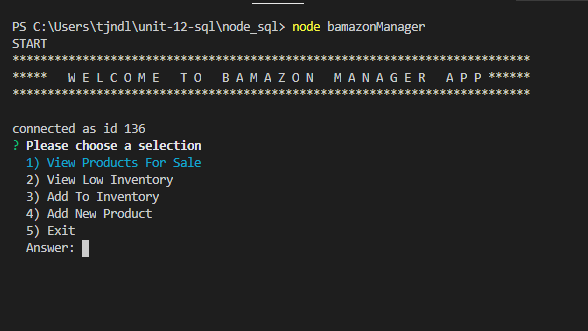 PS C:\Users\tjndl\unit-12-sql\node_sql> node bamazonManager
START
**************************************************************************
***** W E L C O M E   T O   B A M A Z O N   M A N A G E R   A P P ******
**************************************************************************
connected as id 136
? Please choose a selection
1) View Products For Sale
2) View Low Inventory
3) Add To Inventory
4) Add New Product
5) Exit
Answer: